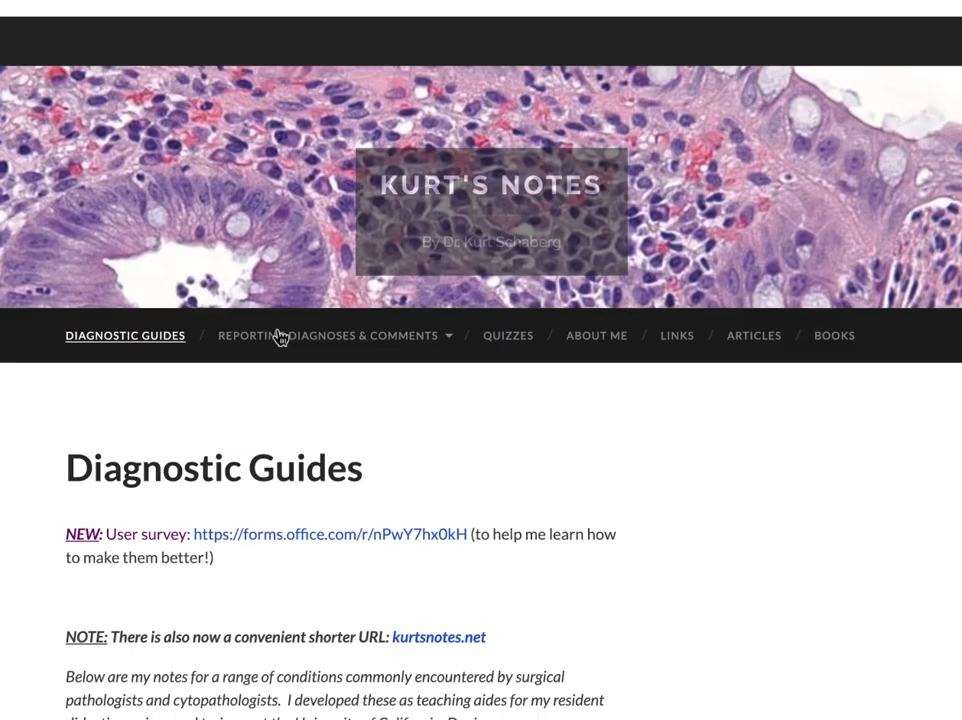 KURT'S NOTES
By Dr. Kurt Schaberg
DIAGNOSTIC GUIDES / REPORTING DIAGNOSES & COMMENTS / QUIZZES / ABOUT ME / LINKS / ARTICLES / BOOKS
Diagnostic Guides
NEW: User survey: https://forms.office.com/r/nPwY7hx0kH (to help me learn how
to make them better!)
NOTE: There is also now a convenient shorter URL: kurtsnotes.net
Below are my notes for a range of conditions commonly encountered by surgical
pathologists and cytopathologists. I developed these as teaching aides for my resident